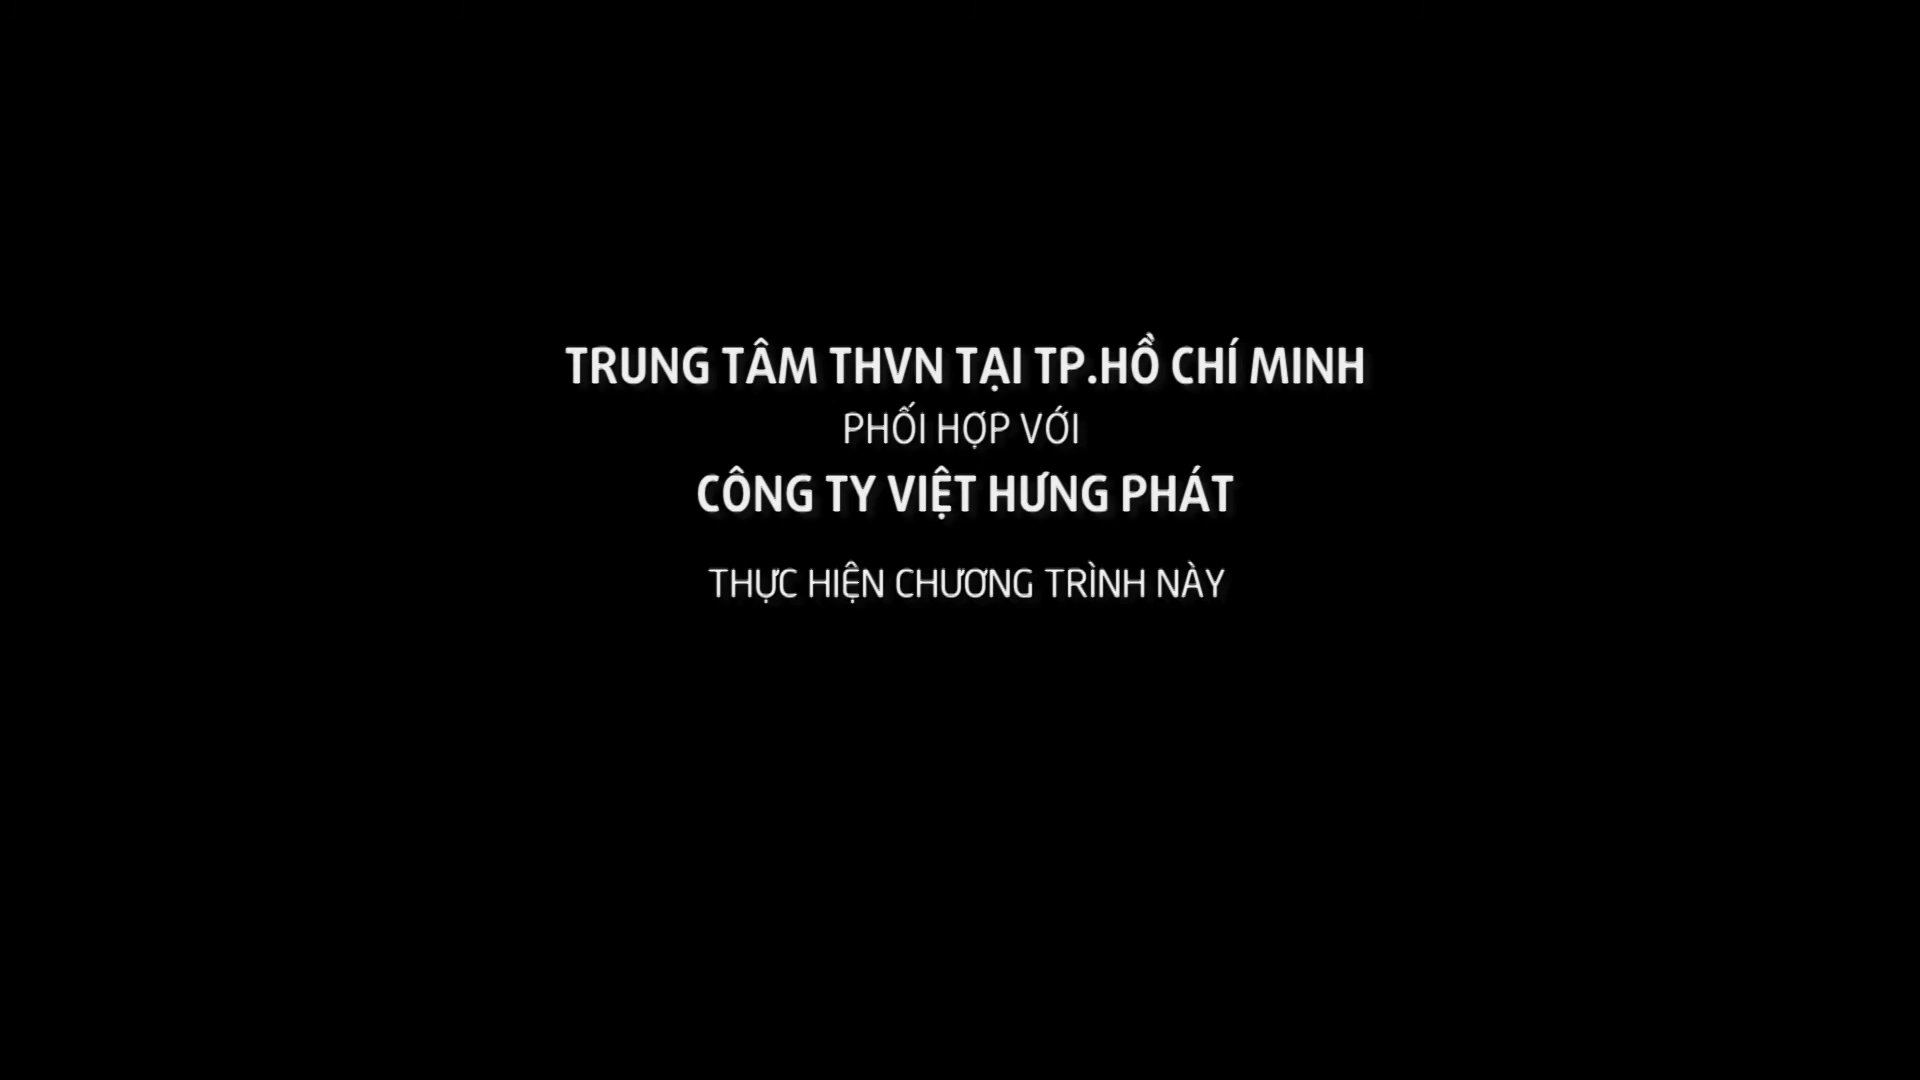 TRUNG TÂM THVN TẠI TP.HỒ CHÍ MINH
PHỐI HỢP VỚI
CÔNG TY VIỆT HƯNG PHÁT
THỰC HIỆN CHƯƠNG TRÌNH NÀY